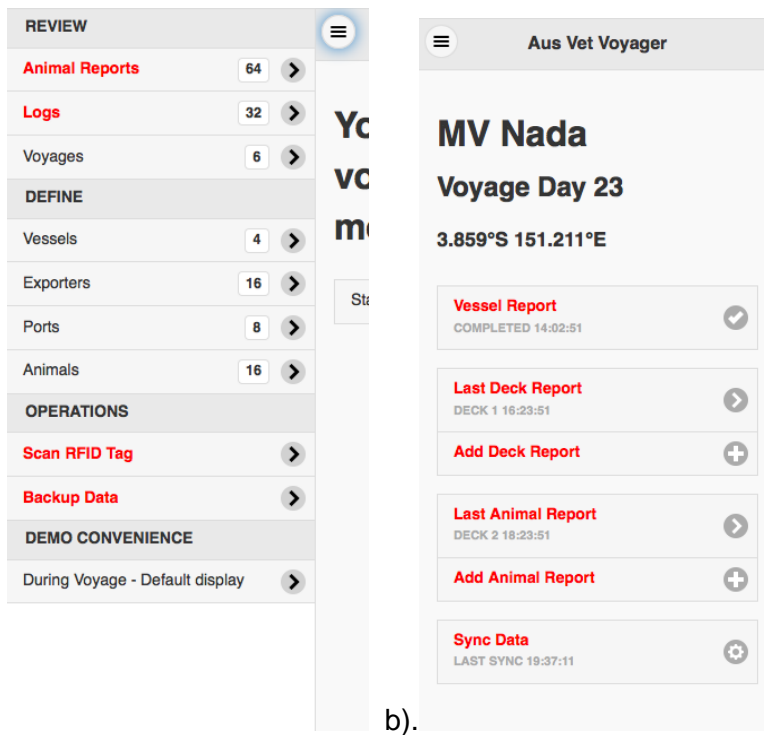 REVIEW
Animal Reports 64
Logs 32
Voyages 6
DEFINE
Vessels 4
Exporters 16
Ports 8
Animals 16
OPERATIONS
Scan RFID Tag
Backup Data
DEMO CONVENIENCE
During Voyage - Default display
b).
Aus Vet Voyager
MV Nada
Voyage Day 23
3.859°S 151.211°E
Vessel Report
COMPLETED 14:02:51
Last Deck Report
DECK 1 16:23:51
Add Deck Report
Last Animal Report
DECK 2 18:23:51
Add Animal Report
Sync Data
LAST SYNC 19:37:11